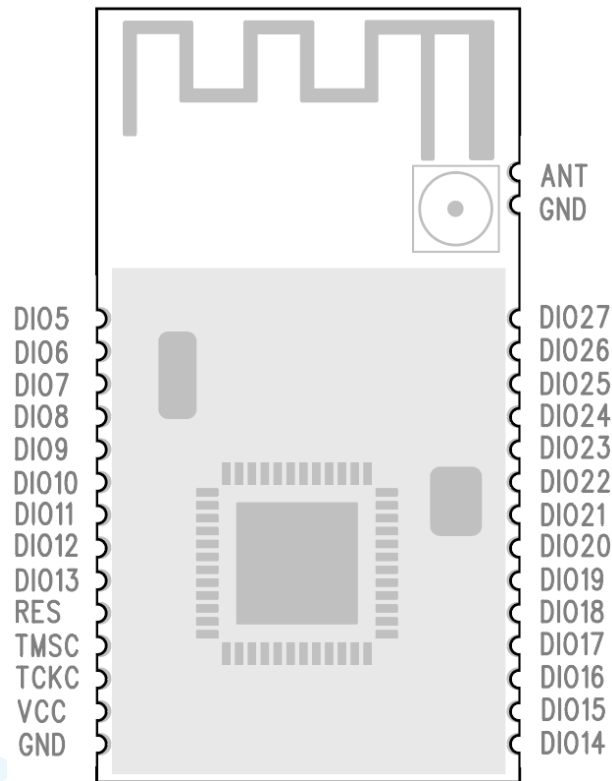 ANT
GND
DIO5 DIO27
DIO6 DIO26
DIO7 DIO25
DIO8 DIO24
DIO9 DIO23
DIO10 DIO22
DIO11 DIO21
DIO12 DIO20
DIO13 DIO19
RES DIO18
TMSC DIO17
TCKC DIO16
VCC DIO15
GND DIO14